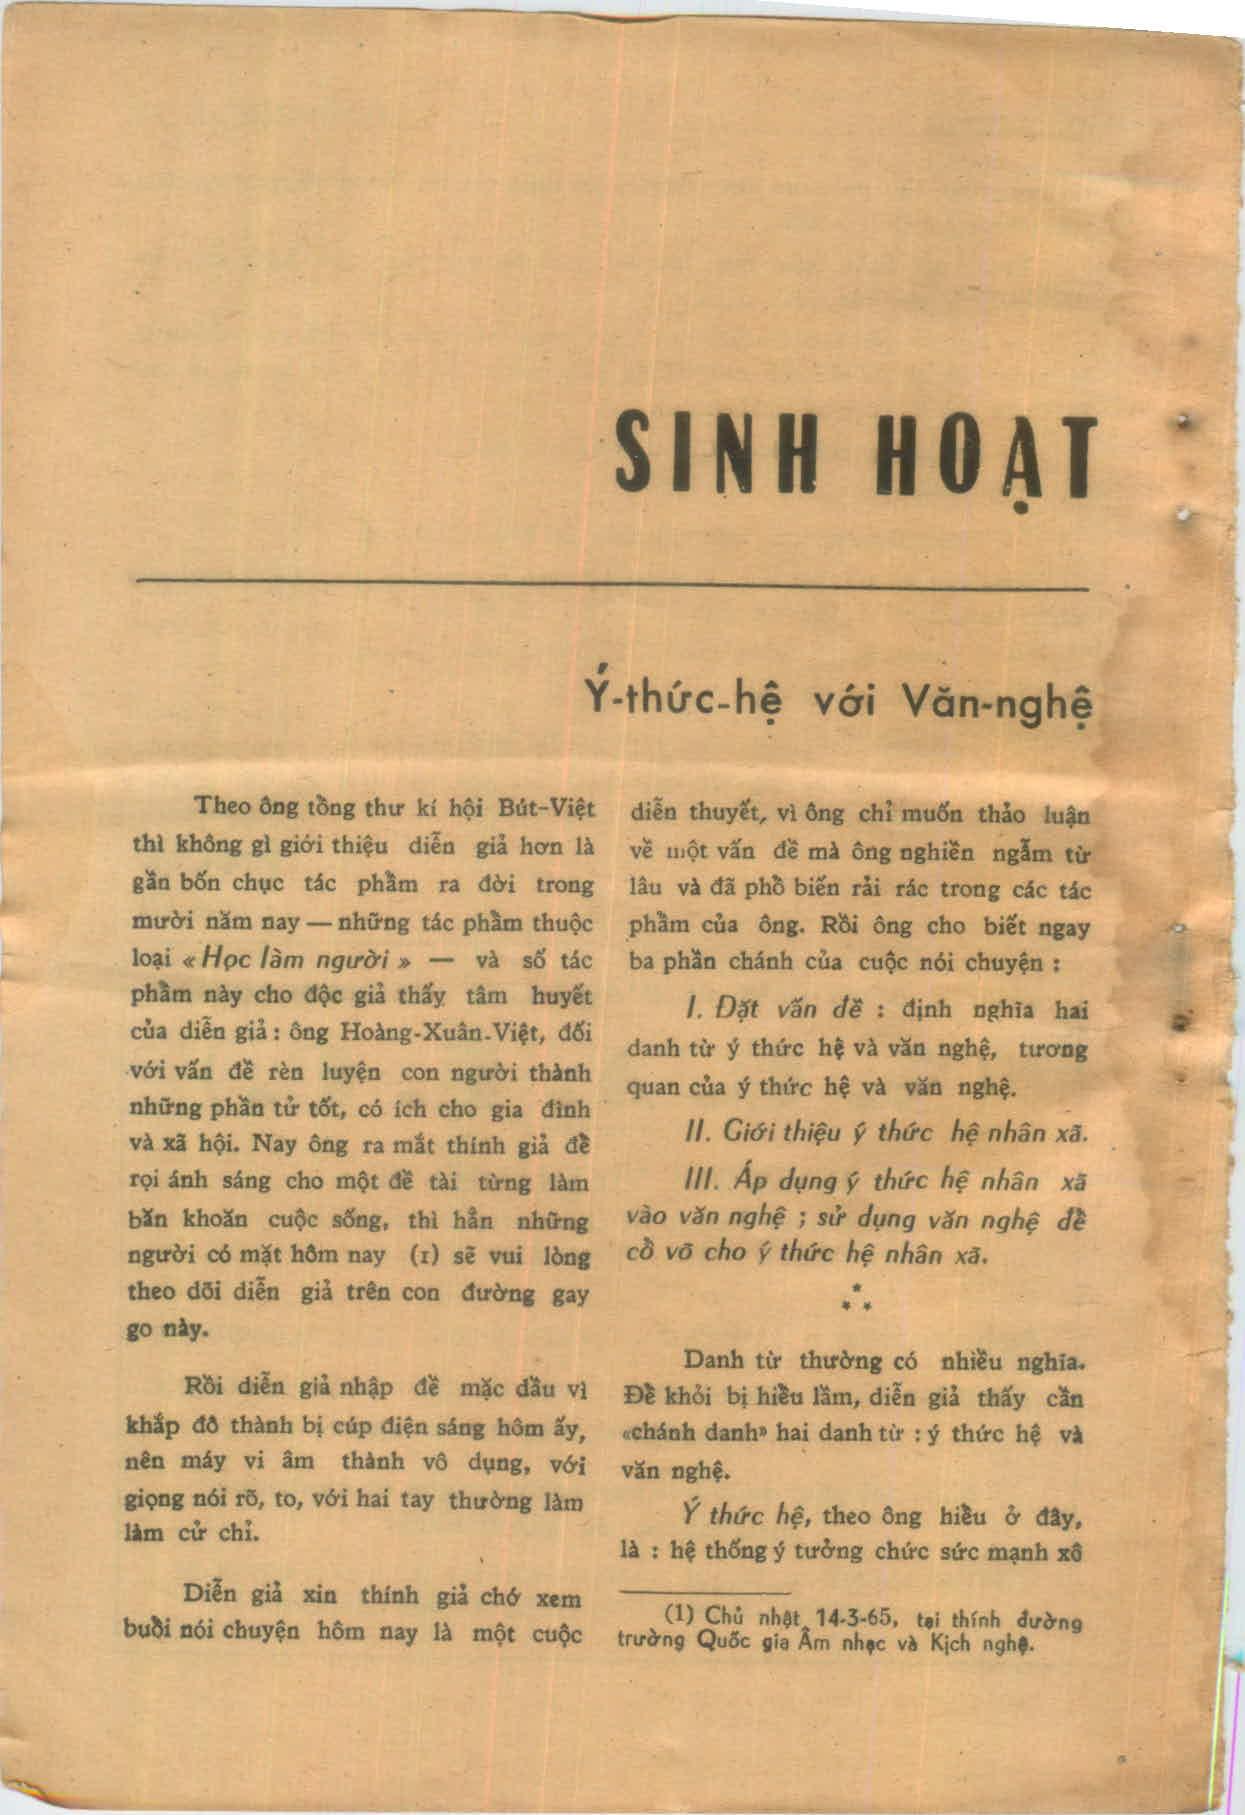 SINH HOẠT
Ý-thức-hệ với Văn-nghệ
Theo ông tổng thư kí hội Bút-Việt
thì không gì giới thiệu diễn giả hơn là
gần bốn chục tác phẩm ra đời trong
mười năm nay — những tác phẩm thuộc
loại « Học làm người » — và số tác
phẩm này cho độc giả thấy tâm huyết
của diễn giả : ông Hoàng-Xuân-Việt, đối
với vấn đề rèn luyện con người thành
những phần tử tốt, có ích cho gia đình
và xã hội. Nay ông ra mắt thính giả để
rọi ánh sáng cho một đề tài từng làm
băn khoăn cuộc sống, thì hẳn những
người có mặt hôm nay (1) sẽ vui lòng
theo dõi diễn giả trên con đường gay
go này.
Rồi diễn giả nhập đề mặc dầu vì
khắp đô thành bị cúp điện sáng hôm ấy,
nên máy vi âm thành vô dụng, với
giọng nói rõ, to, với hai tay thường làm
làm cử chỉ.
Diễn giả xin thính giả chớ xem
buổi nói chuyện hôm nay là một cuộc
diễn thuyết, vì ông chỉ muốn thảo luận
về một vấn đề mà ông nghiền ngẫm từ
lâu và đã phổ biến rải rác trong các tác
phẩm của ông. Rồi ông cho biết ngay
ba phần chánh của cuộc nói chuyện :
I. Đặt vấn đề : định nghĩa hai
danh từ ý thức hệ và văn nghệ, tương
quan của ý thức hệ và văn nghệ.
II. Giới thiệu ý thức hệ nhân xã.
III. Áp dụng ý thức hệ nhân xã
vào văn nghệ ; sử dụng văn nghệ để
cổ võ cho ý thức hệ nhân xã.
* * *
Danh từ thường có nhiều nghĩa.
Để khỏi bị hiểu lầm, diễn giả thấy cần
«chánh danh» hai danh từ : ý thức hệ và
văn nghệ.
Ý thức hệ, theo ông hiểu ở đây,
là : hệ thống ý tưởng chức sức mạnh xô
(1) Chủ nhật 14-3-65, tại thính đường
trường Quốc gia Âm nhạc và Kịch nghệ.